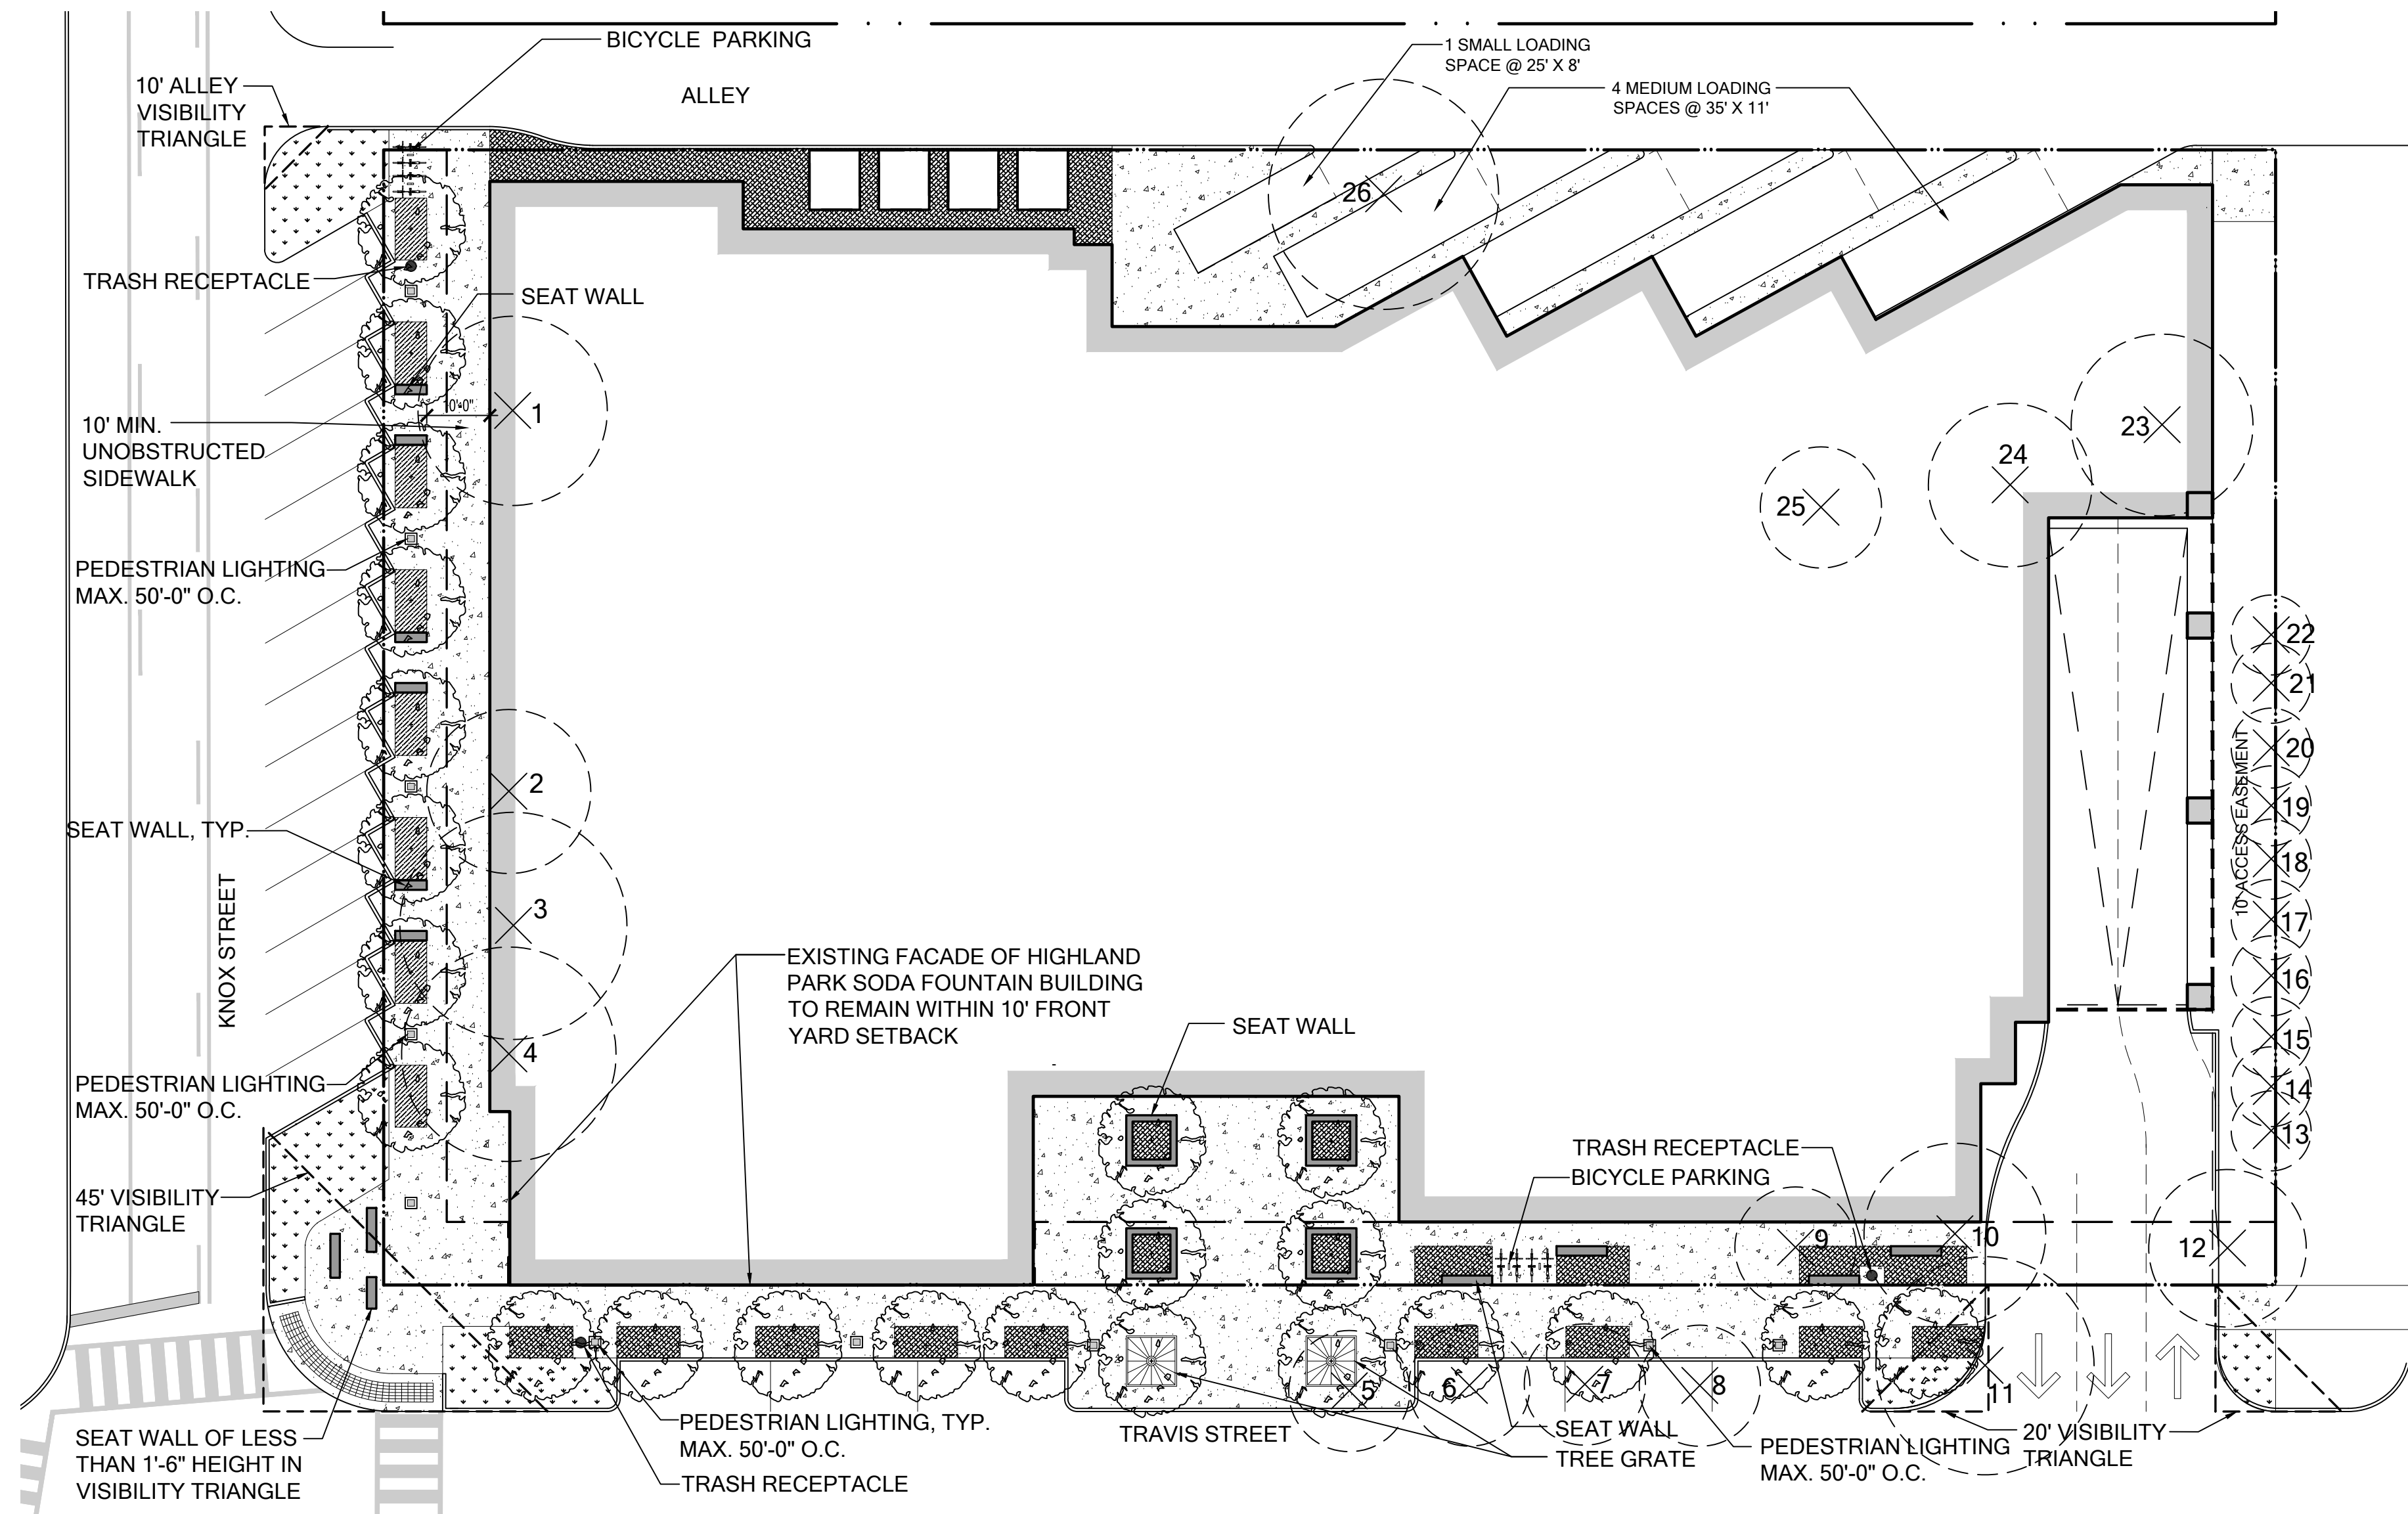 BICYCLE  PARKING
1 SMALL LOADING
SPACE @ 25' X 8'
10' ALLEY
VISIBILITY
TRIANGLE
ALLEY
4 MEDIUM LOADING
SPACES @ 35' X 11'
26
TRASH RECEPTACLE
SEAT WALL
10' MIN.
UNOBSTRUCTED
SIDEWALK
0'-0"
1
23
24
25
PEDESTRIAN LIGHTING
MAX. 50'-0" O.C.
22
21
20
19
18
17
16
15
14
13
10' ACCESS EASEMENT
2
SEAT WALL, TYP.
3
KNOX STREET
4
EXISTING FACADE OF HIGHLAND
PARK SODA FOUNTAIN BUILDING
TO REMAIN WITHIN 10' FRONT
YARD SETBACK
SEAT WALL
PEDESTRIAN LIGHTING
MAX. 50'-0" O.C.
TRASH RECEPTACLE
BICYCLE PARKING
45' VISIBILITY
TRIANGLE
9
10
12
5
6
7
8
11
SEAT WALL OF LESS
THAN 1'-6" HEIGHT IN
VISIBILITY TRIANGLE
PEDESTRIAN LIGHTING, TYP.
MAX. 50'-0" O.C.
TRASH RECEPTACLE
TRAVIS STREET
SEAT WALL
TREE GRATE
PEDESTRIAN LIGHTING
MAX. 50'-0" O.C.
20' VISIBILITY
TRIANGLE